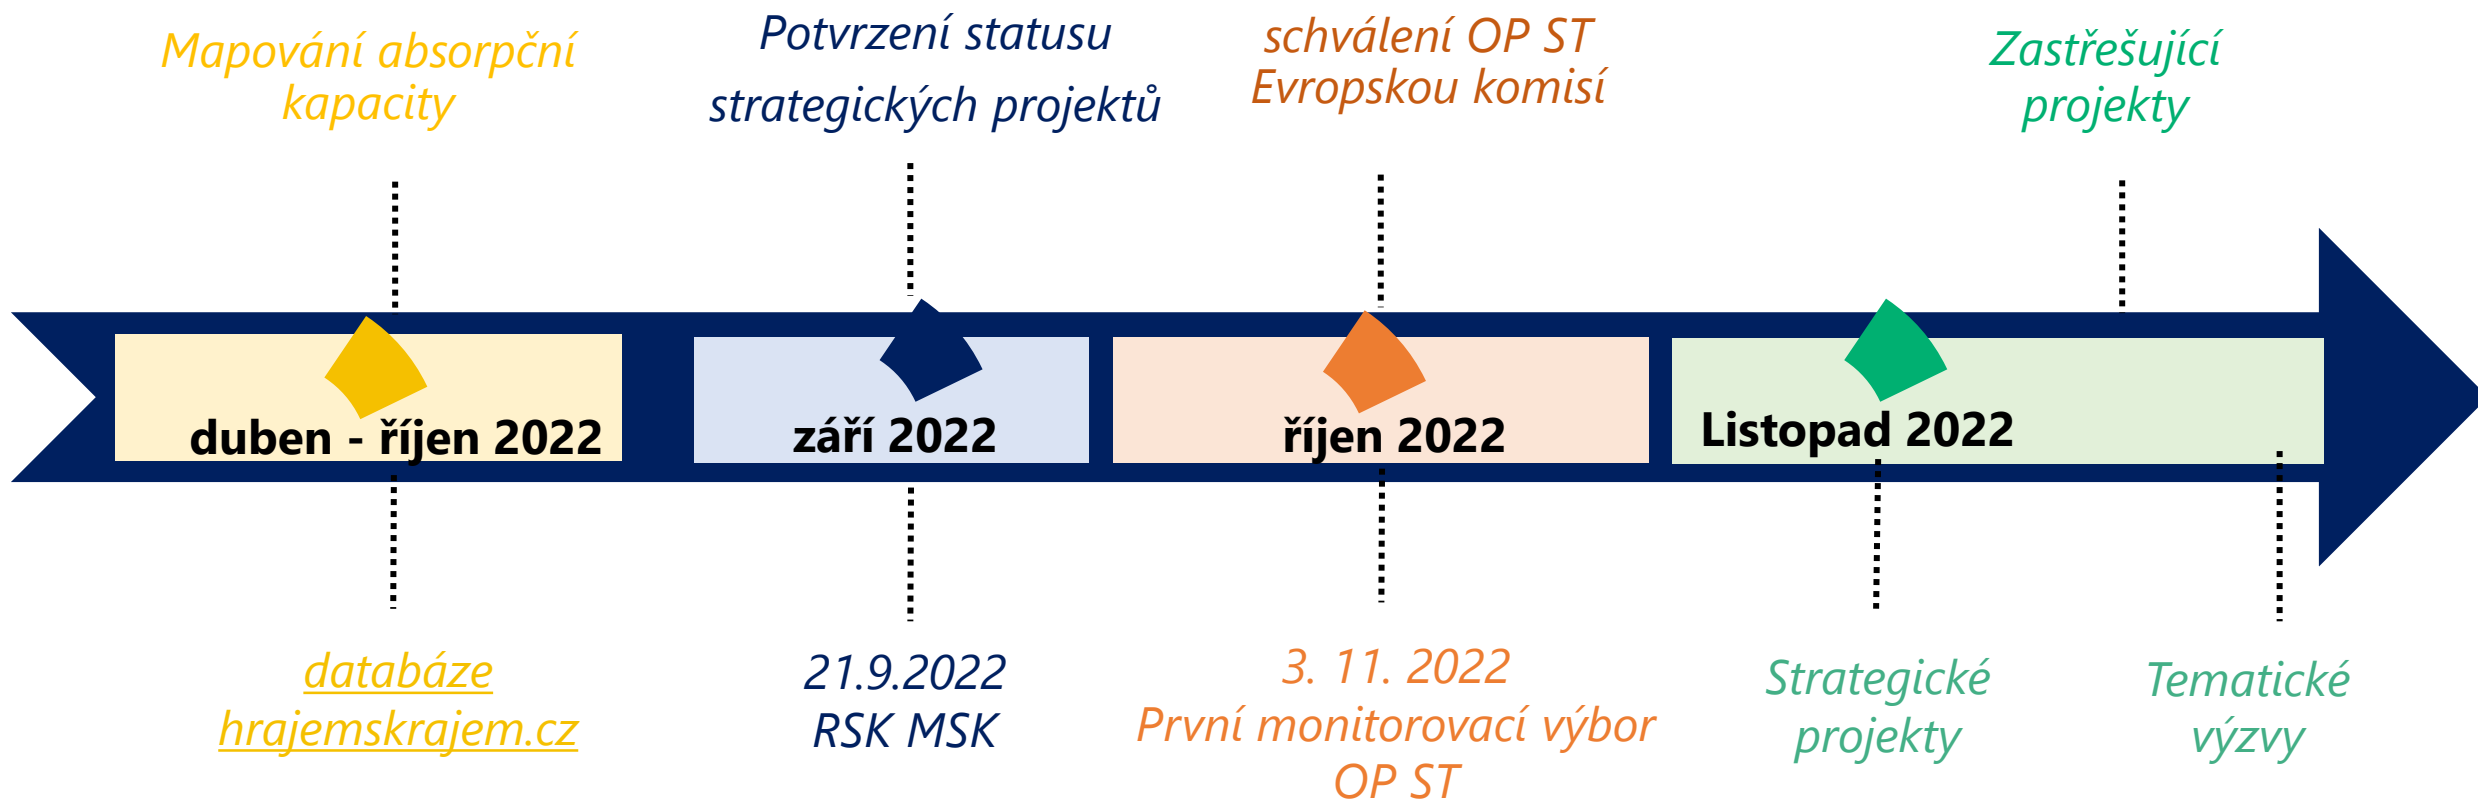 Mapování absorpční
kapacity
Potvrzení statusu
strategických projektů
schválení OP ST
Evropskou komisí
Zastřešující
projekty
duben - říjen 2022
září 2022
říjen 2022
Listopad 2022
databáze
hrajemskrajem.cz
21.9.2022
RSK MSK
3. 11. 2022
První monitorovací výbor
OP ST
Strategické
projekty
Tematické
výzvy